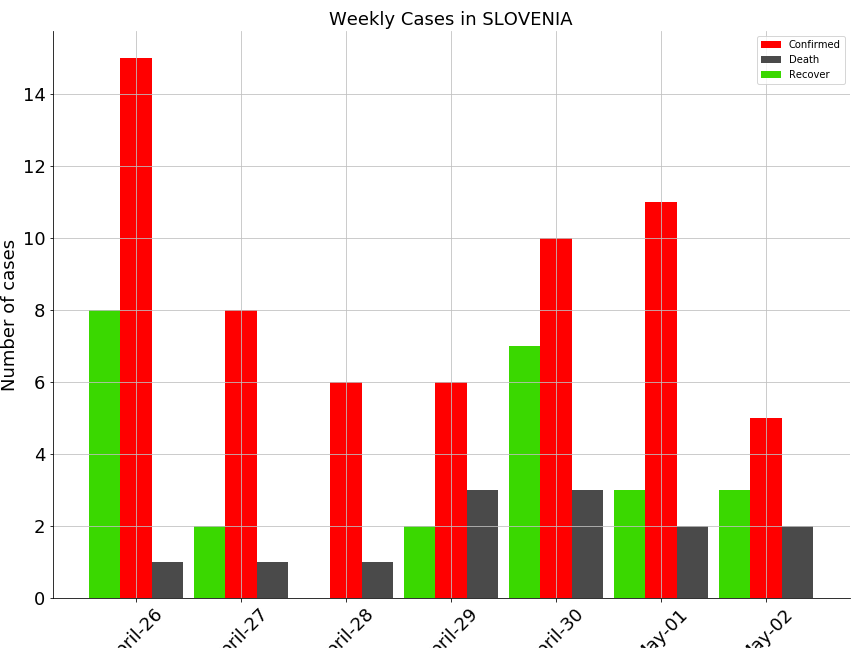 Weekly Cases in SLOVENIA
Confirmed
Death
Recover
Number of cases
14
12
10
8
6
4
2
0
pril-26
pril-27
pril-28
pril-29
pril-30
May-01
May-02